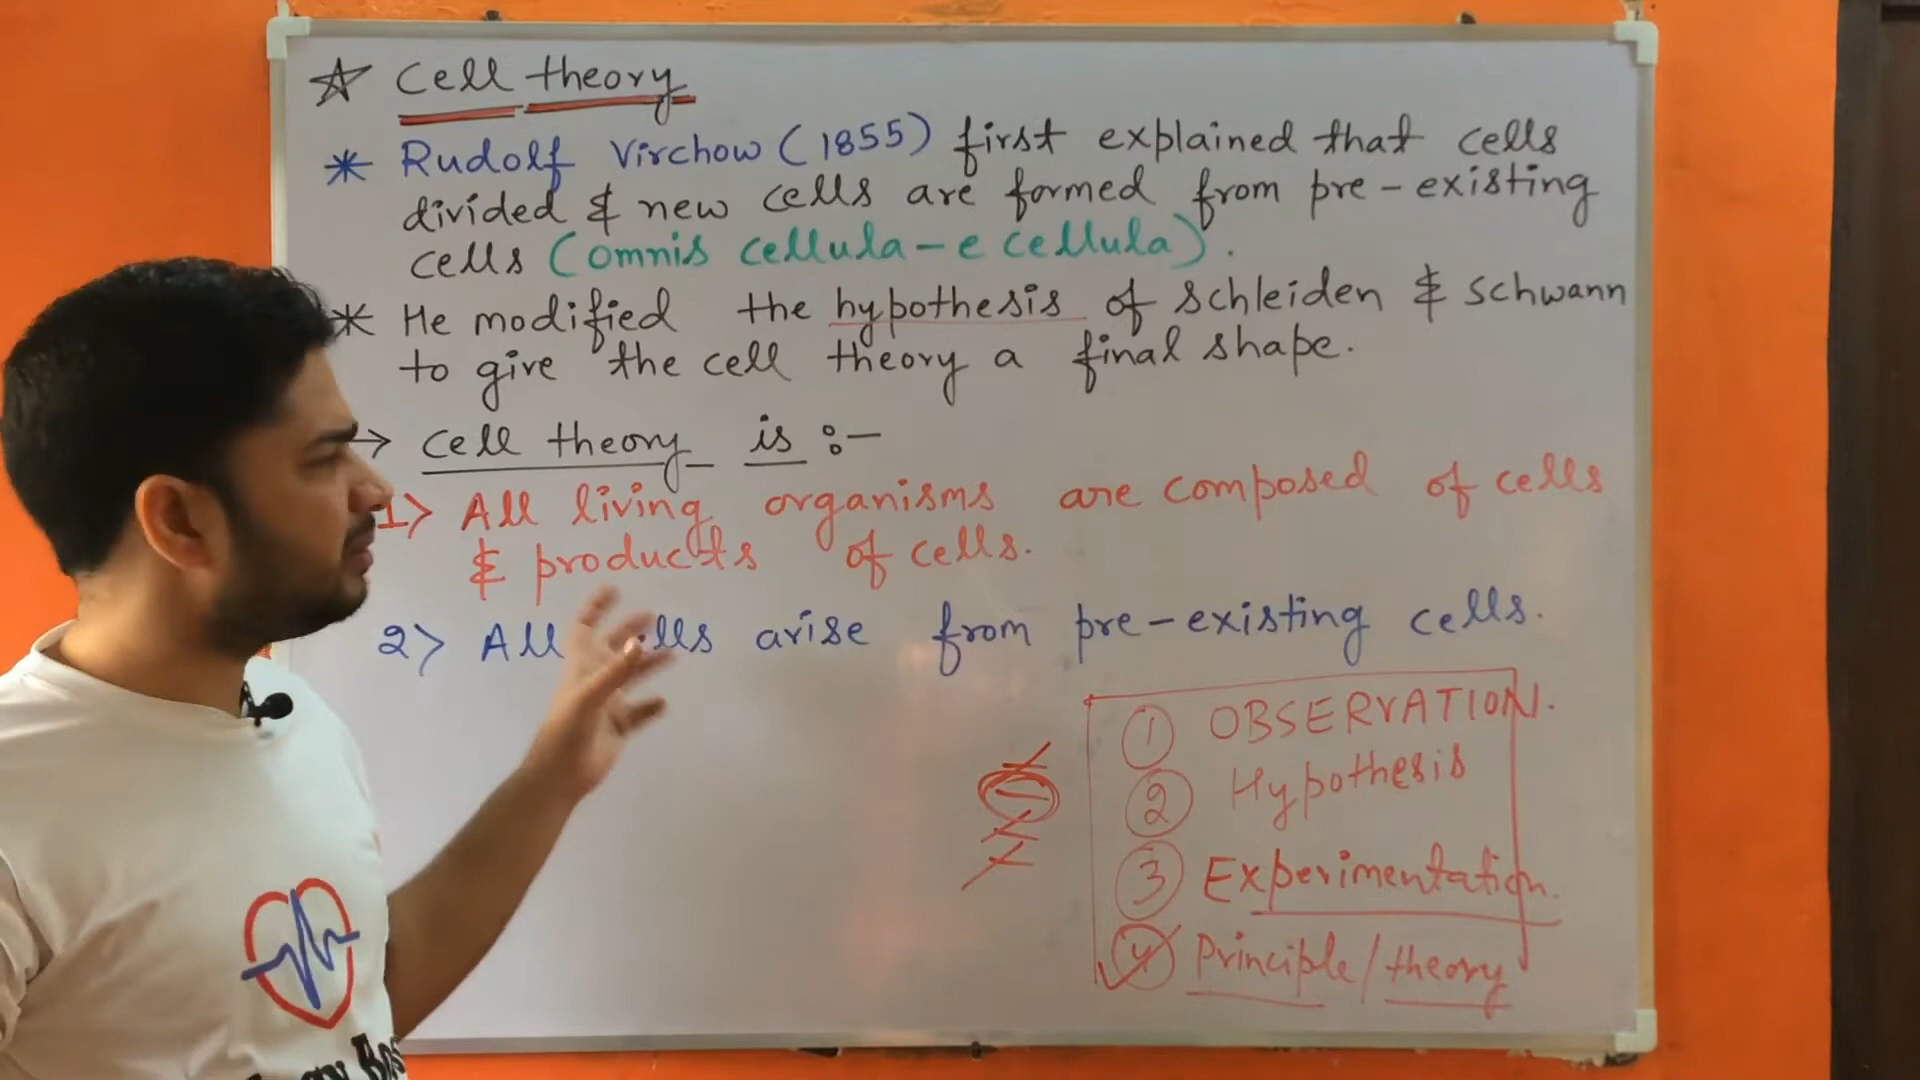 ☆ Cell theory
* Rudolf Virchow (1855) first explained that cells
divided & new cells are formed from pre-existing
cells (omnis cellula-e cellula).
* He modified the hypothesis of Schleiden & Schwann
to give the cell theory a final shape.
→ cell theory is :-
1> All living organisms are composed of cells
& products of cells.
2> All cells arise from pre-existing cells.
① OBSERVATION.
② Hypothesis
③ Experimentation.
④ Principle/theory